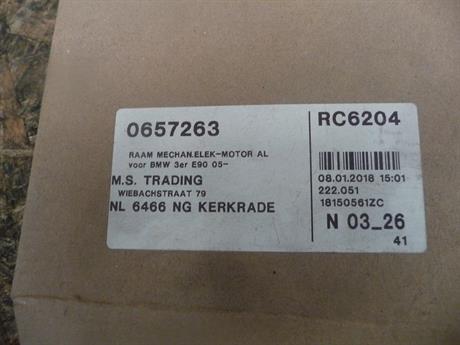 0657263
RAAM MECHAN.ELEK-MOTOR AL
voor BMW 3er E90 05-
M.S. TRADING
WIEBACHSTRAAT 79
NL 6466 NG KERKRADE
RC6204
08.01.2018 15:01
222.051
18150561ZC
N 03_26
41